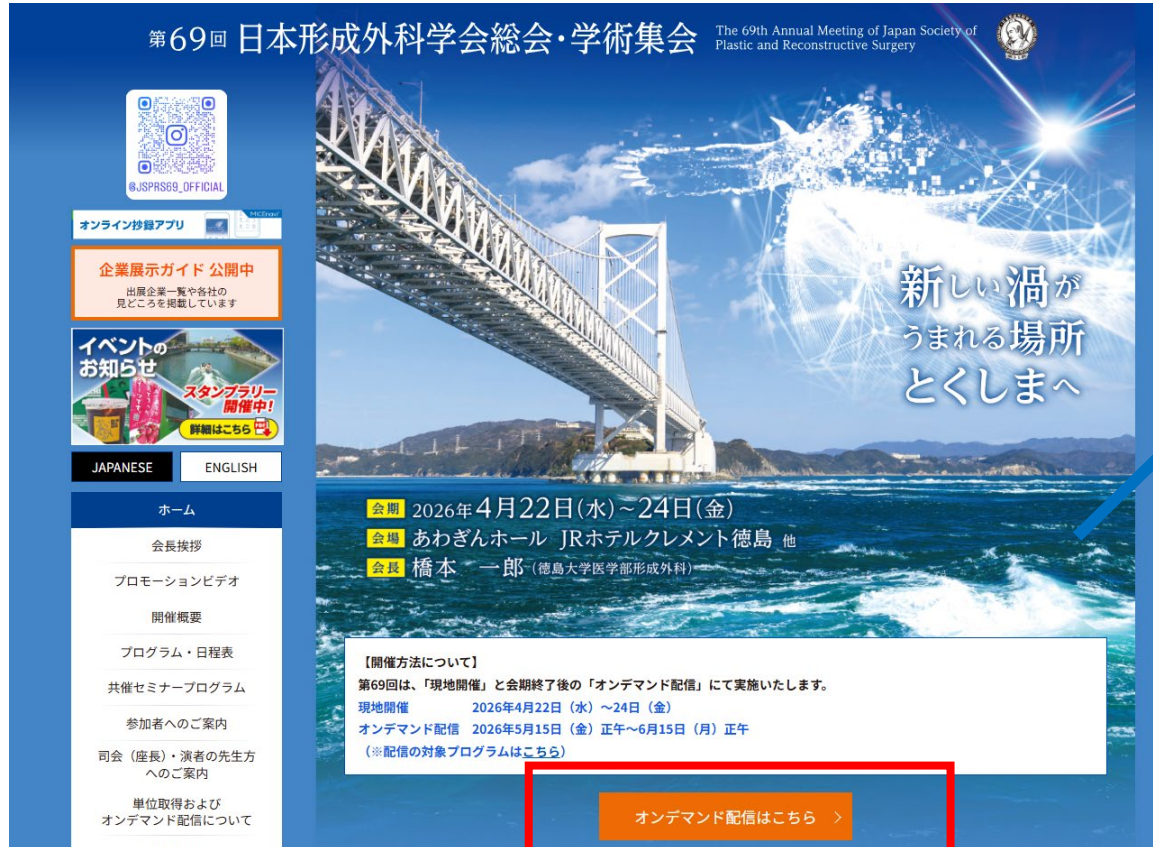 第69回 日本形成外科学会総会・学術集会
The 69th Annual Meeting of Japan Society of
Plastic and Reconstructive Surgery
@JSPRS69_OFFICIAL
オンライン抄録アプリ
MICEnavi
企業展示ガイド 公開中
出展企業一覧や各社の
見どころを掲載しています
イベントの
お知らせ
スタンプラリー
開催中!
詳細はこちら
JAPANESE
ENGLISH
ホーム
会長挨拶
プロモーションビデオ
開催概要
プログラム・日程表
共催セミナープログラム
参加者へのご案内
司会（座長）・演者の先生方
へのご案内
単位取得および
オンデマンド配信について
新しい渦が
うまれる場所
とくしまへ
会期 2026年4月22日(水)～24日(金)
会場 あわぎんホール JRホテルクレメント徳島 他
会長 橋本 一郎（徳島大学医学部形成外科）
【開催方法について】
第69回は、「現地開催」と会期終了後の「オンデマンド配信」にて実施いたします。
現地開催 2026年4月22日（水）～24日（金）
オンデマンド配信 2026年5月15日（金）正午～6月15日（月）正午
（※配信の対象プログラムはこちら）
オンデマンド配信はこちら